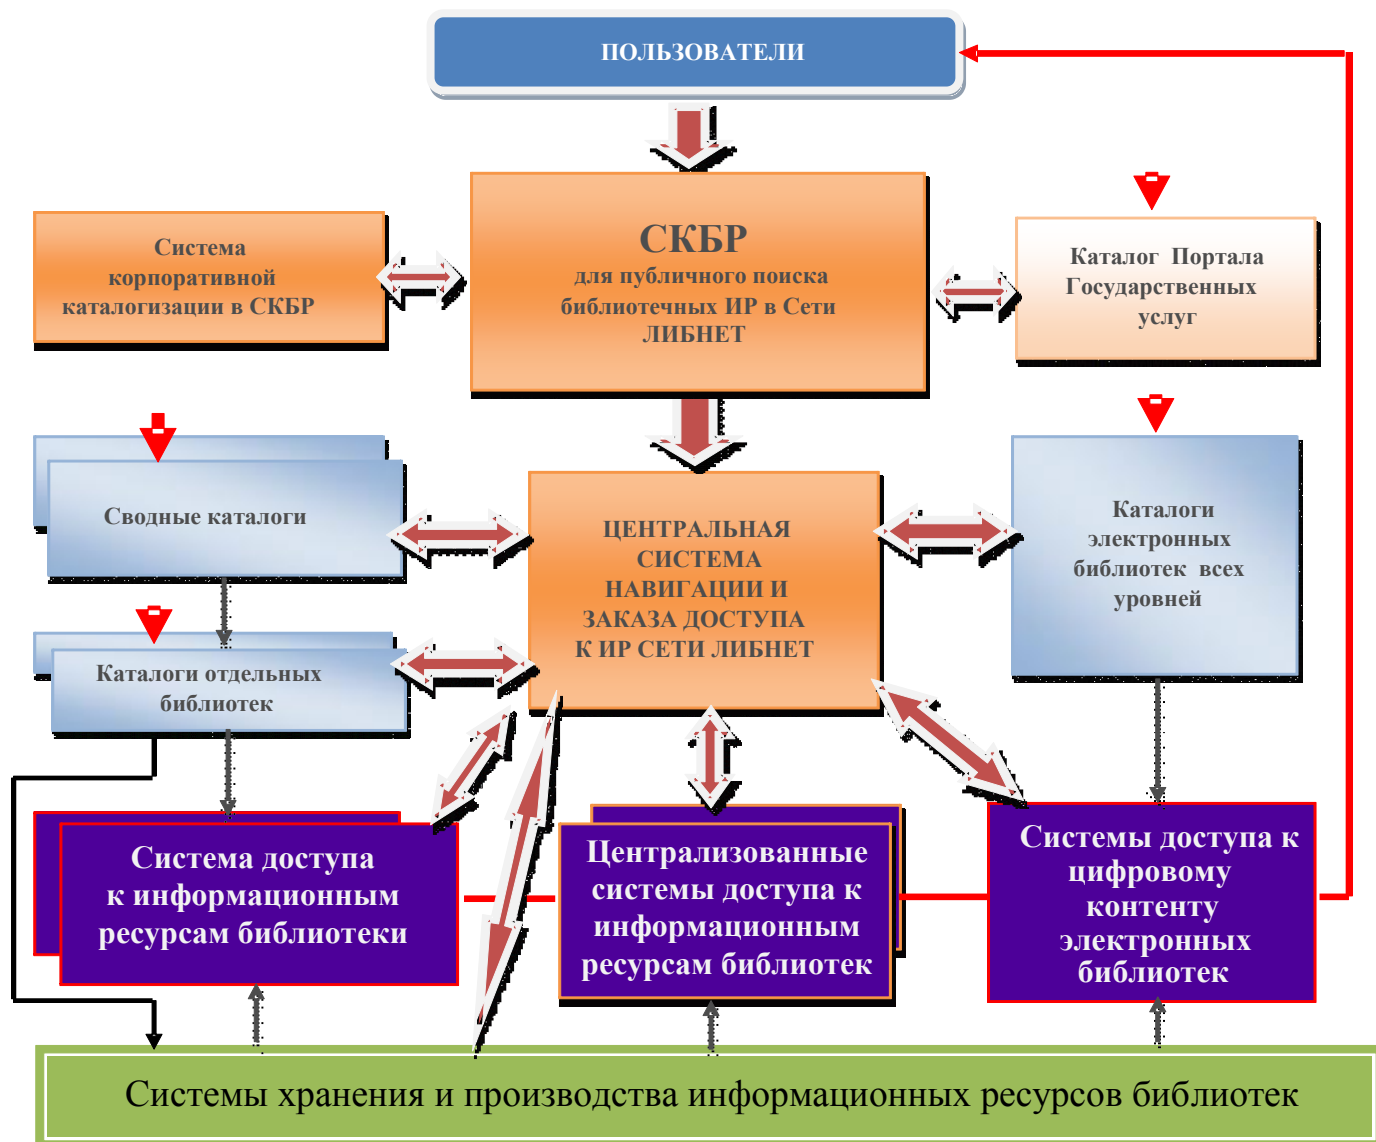 ПОЛЬЗОВАТЕЛИ
СКБР
для публичного поиска
библиотечных ИР в Сети
ЛИБНЕТ
Система
корпоративной
каталогизации в СКБР
Каталог Портала
Государственных
услуг
Сводные каталоги
ЦЕНТРАЛЬНАЯ
СИСТЕМА
НАВИГАЦИИ И
ЗАКАЗА ДОСТУПА
К ИР СЕТИ ЛИБНЕТ
Каталоги
электронных
библиотек всех
уровней
Каталоги отдельных
библиотек
Система доступа
к информационным
ресурсам библиотеки
Централизованные
системы доступа к
информационным
ресурсам библиотек
Системы доступа к
цифровому
контенту
электронных
библиотек
Системы хранения и производства информационных ресурсов библиотек